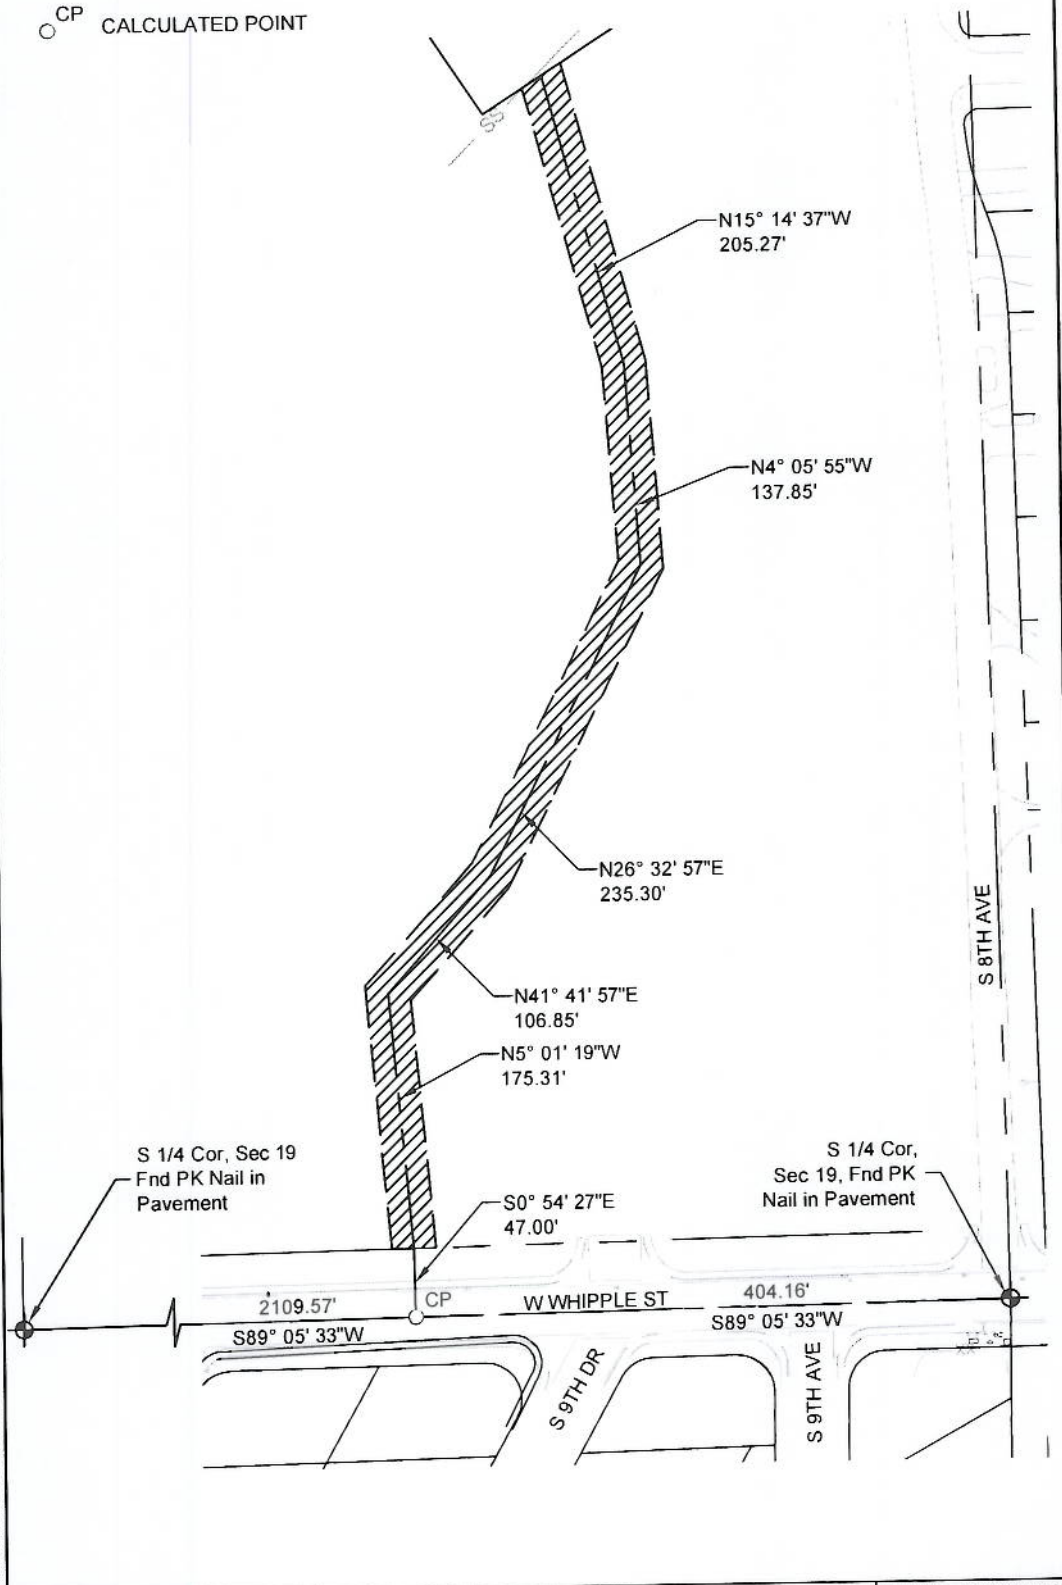 CP CALCULATED POINT
SS
N15° 14' 37"W
205.27'
N4° 05' 55"W
137.85'
N26° 32' 57"E
235.30'
S 8TH AVE
N41° 41' 57"E
106.85'
N5° 01' 19"W
175.31'
S 1/4 Cor, Sec 19
Fnd PK Nail in
Pavement
S 1/4 Cor,
Sec 19, Fnd PK
Nail in Pavement
S0° 54' 27"E
47.00'
2109.57'
CP
W WHIPPLE ST
404.16'
S89° 05' 33"W
S89° 05' 33"W
S 9TH DR
S 9TH AVE